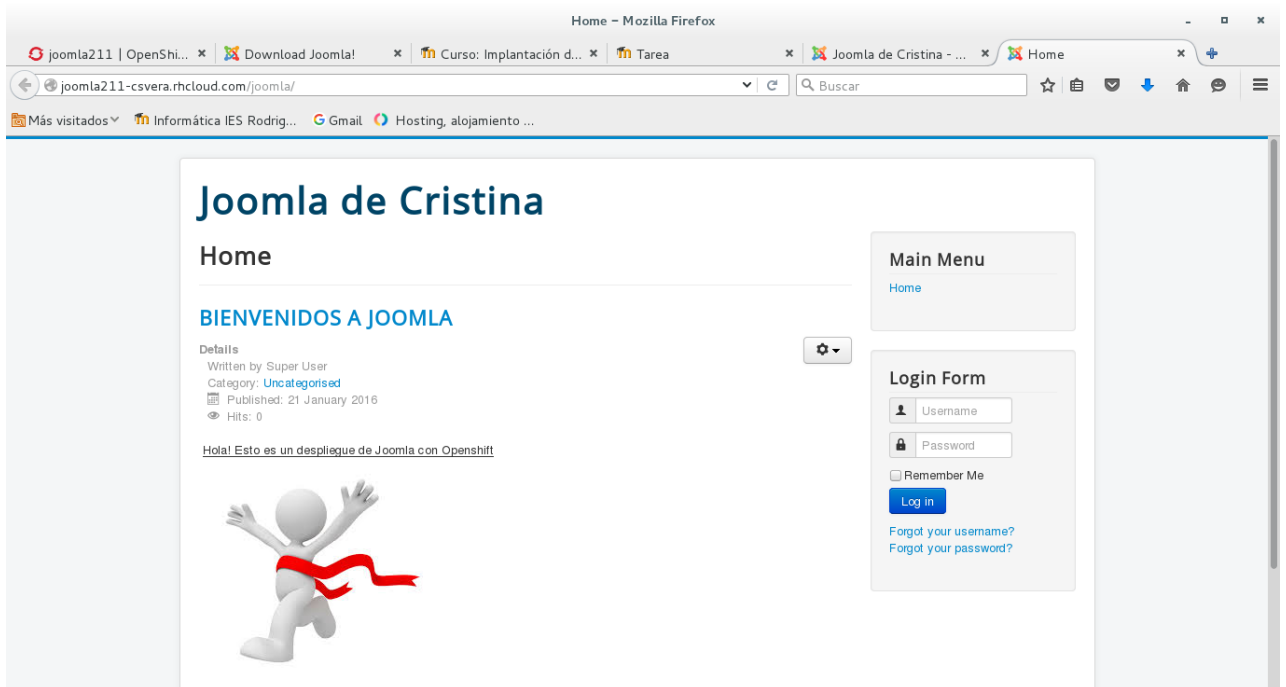 Home – Mozilla Firefox
joomla211 | OpenShi...
Download Joomla!
Curso: Implantación d...
Tarea
Joomla de Cristina - ...
Home
joomla211-csvera.rhcloud.com/joomla/
Buscar
Más visitados
Informática IES Rodrig...
Gmail
Hosting, alojamiento ...
Joomla de Cristina
Home
BIENVENIDOS A JOOMLA
Details
Written by Super User
Category: Uncategorised
Published: 21 January 2016
Hits: 0
Hola! Esto es un despliegue de Joomla con Openshift
Main Menu
Home
Login Form
Username
Password
Remember Me
Log in
Forgot your username?
Forgot your password?